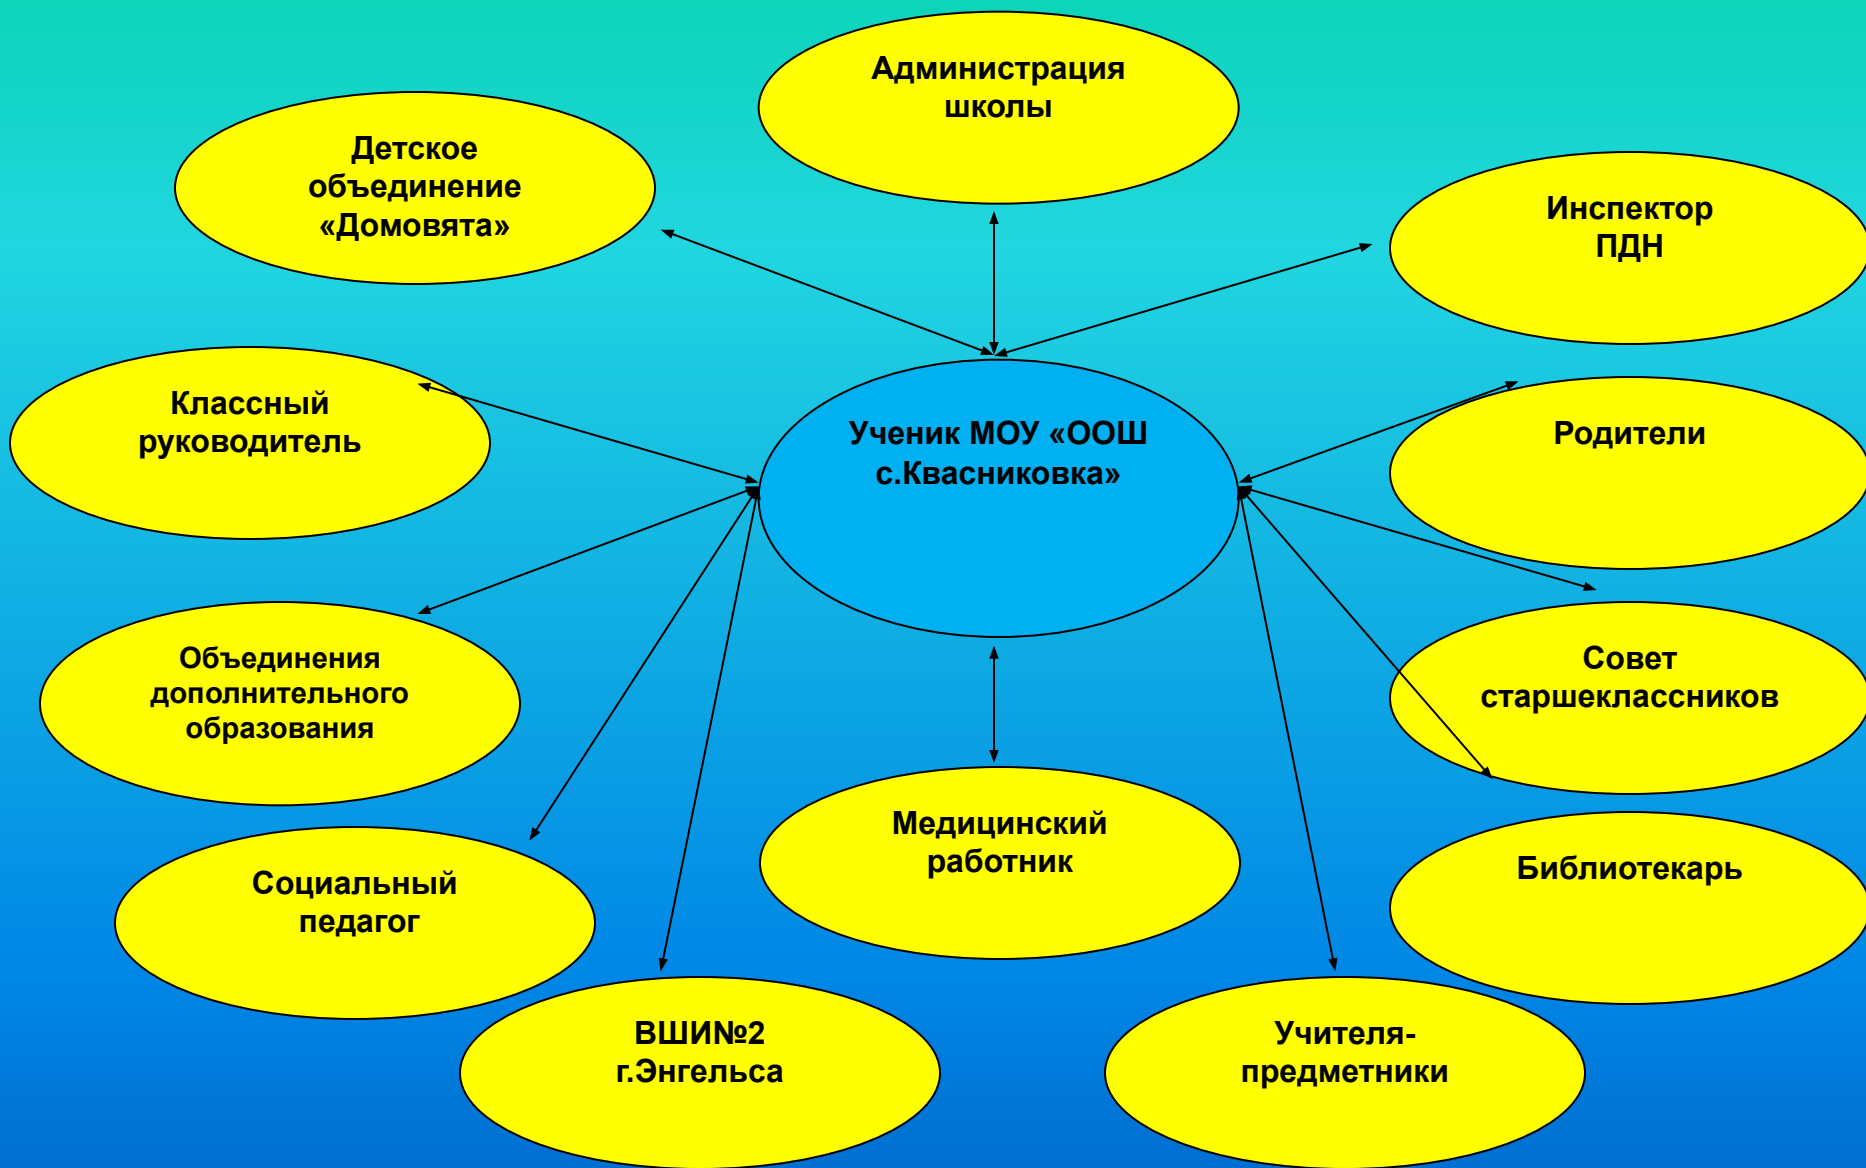 Администрация
школы
Детское
объединение
«Домовята»
Инспектор
ПДН
Классный
руководитель
Ученик МОУ «ООШ
с.Квасниковка»
Родители
Объединения
дополнительного
образования
Совет
старшеклассников
Медицинский
работник
Библиотекарь
Социальный
педагог
ВШИ№2
г.Энгельса
Учителя-
предметники